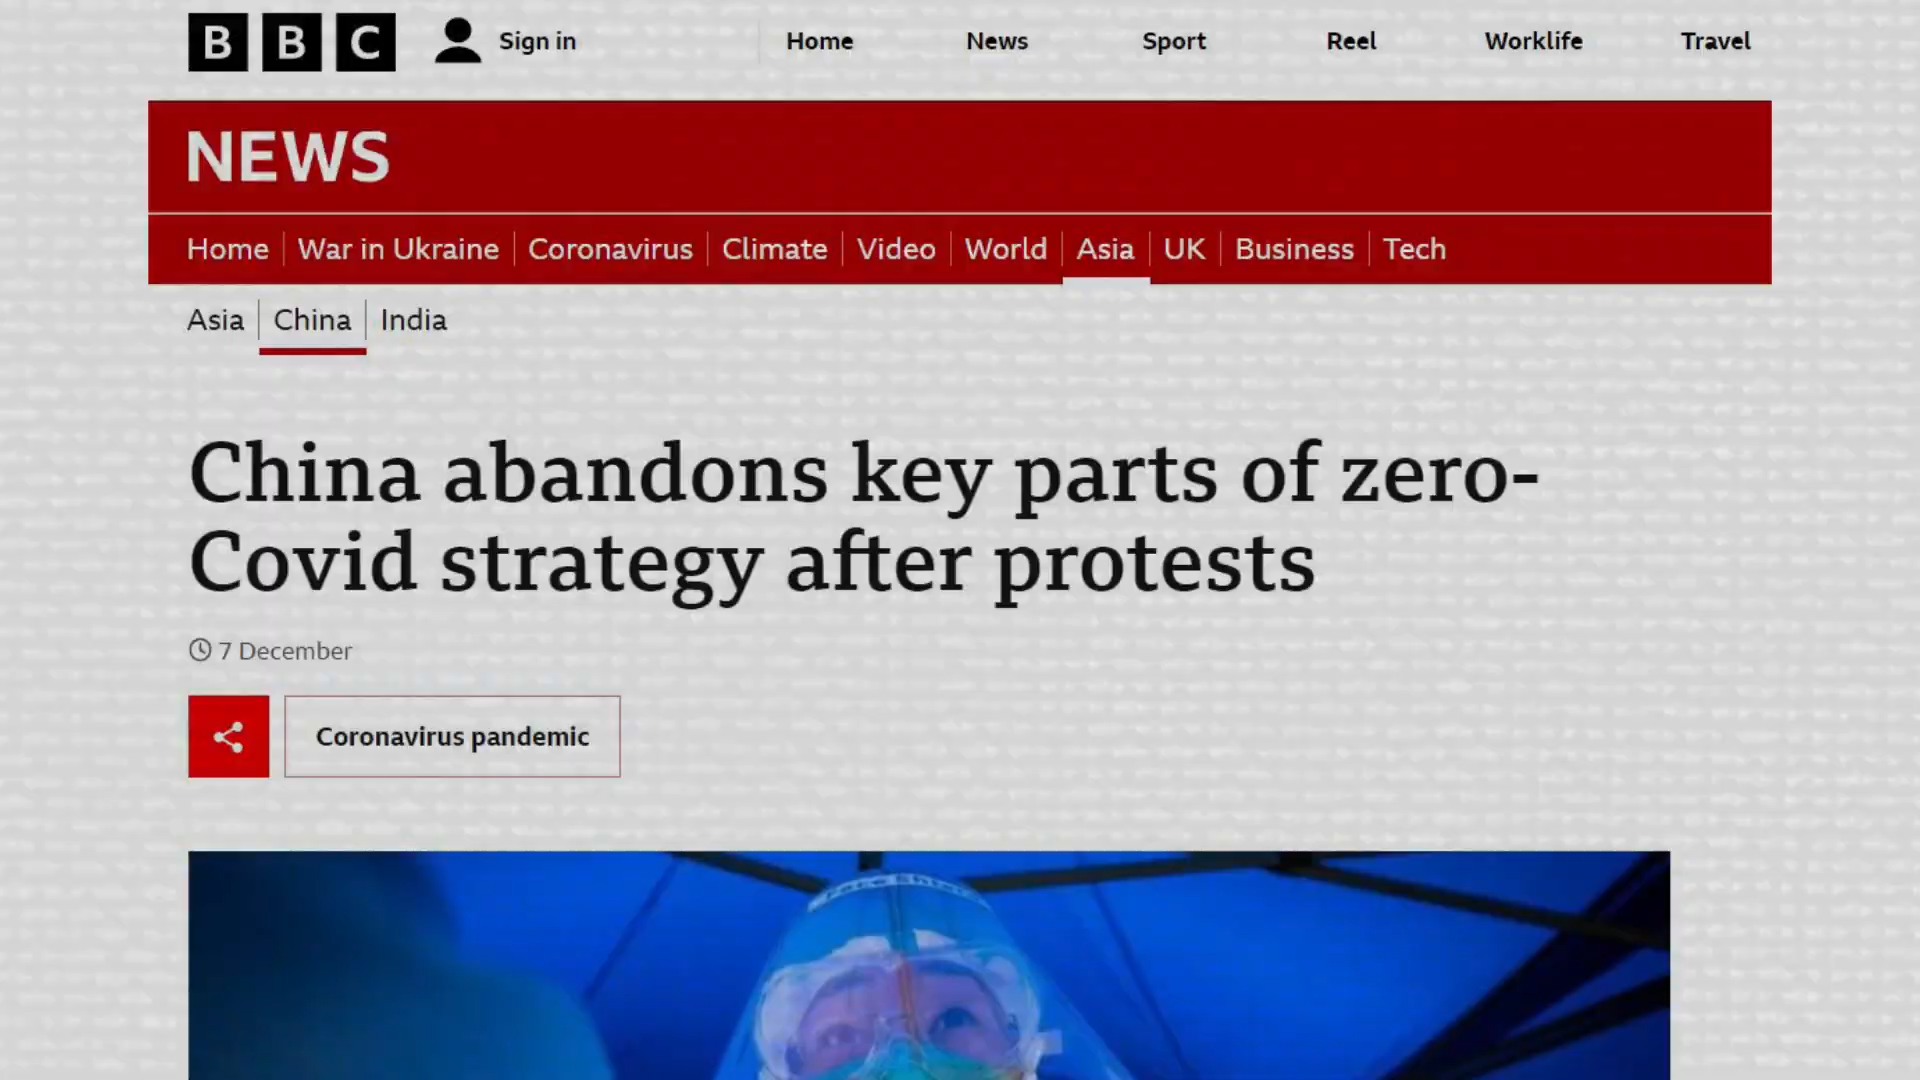 BBC Sign in Home News Sport Reel Worklife Travel
NEWS
Home War in Ukraine Coronavirus Climate Video World Asia UK Business Tech
Asia China India
China abandons key parts of zero-
Covid strategy after protests
7 December
Coronavirus pandemic
Face Shield